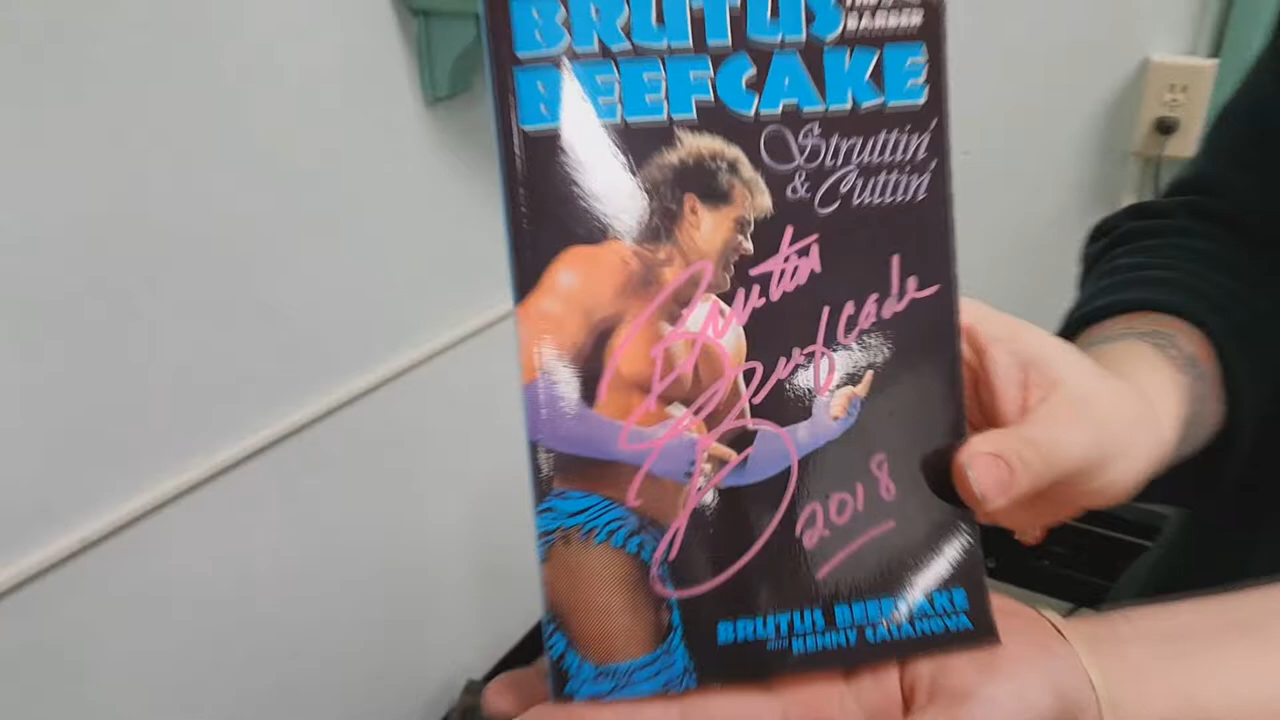 BRUTUS THE BARBER
BEEFCAKE
Struttin'
& Cuttin'
Brutus
Beefcake
2018
BRUTUS BEEFCAKE
WITH KENNY CASANOVA